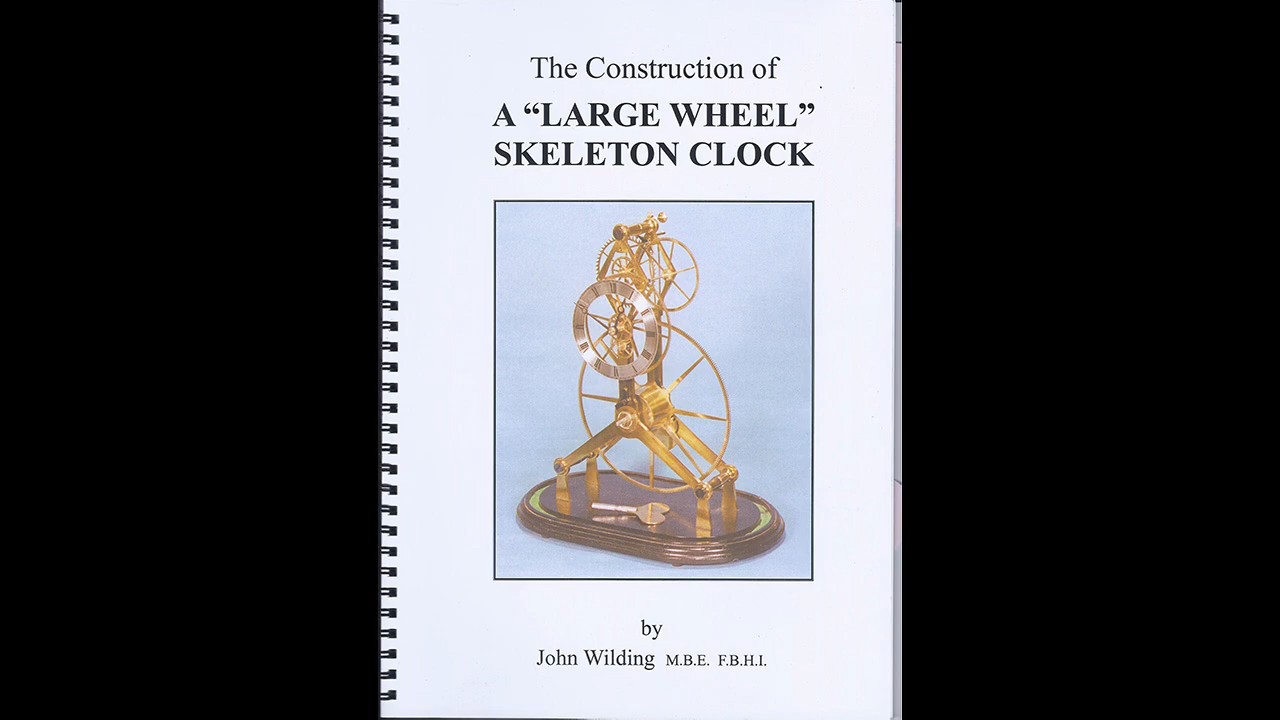 The Construction of
A “LARGE WHEEL”
SKELETON CLOCK
by
John Wilding M.B.E. F.B.H.I.